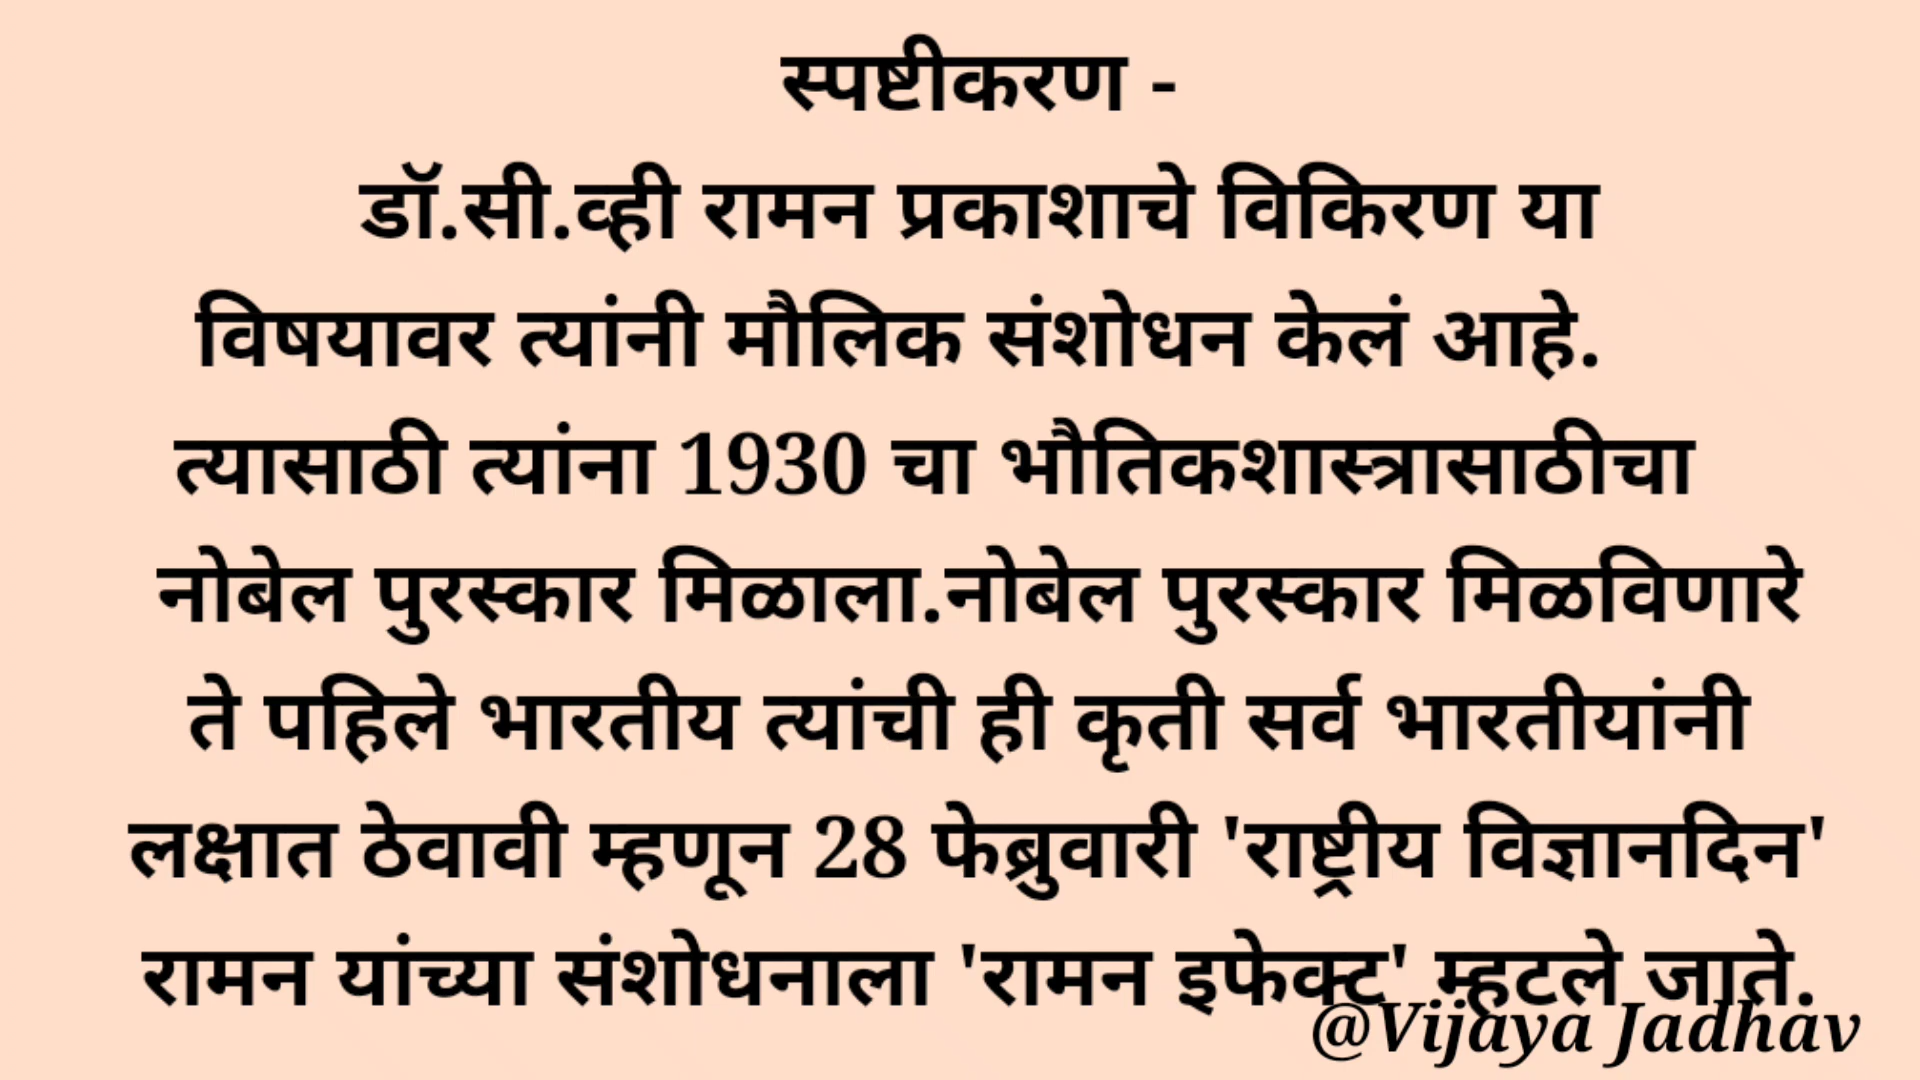 स्पष्टीकरण -
डॉ.सी.व्ही रामन प्रकाशाचे विकिरण या
विषयावर त्यांनी मौलिक संशोधन केलं आहे.
त्यासाठी त्यांना 1930 चा भौतिकशास्त्रासाठीचा
नोबेल पुरस्कार मिळाला.नोबेल पुरस्कार मिळविणारे
ते पहिले भारतीय त्यांची ही कृती सर्व भारतीयांनी
लक्षात ठेवावी म्हणून 28 फेब्रुवारी 'राष्ट्रीय विज्ञानदिन'
रामन यांच्या संशोधनाला 'रामन इफेक्ट' म्हटले जाते.
@Vijaya Jadhav